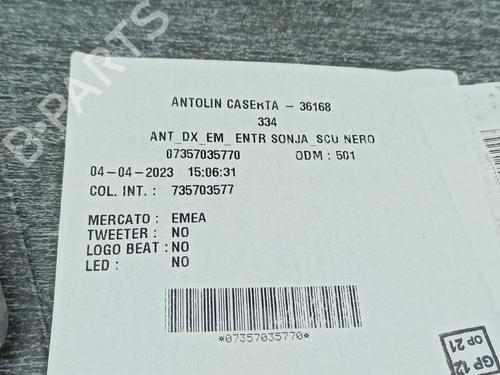 B-PARTS
ANTOLIN CASERTA - 36168
334
ANT_DX_EM_ ENTR SONJA_SCU NERO
07357035770 ODM : 501
04-04-2023 15:06:31
COL. INT. : 735703577
MERCATO : EMEA
TWEETER : NO
LOGO BEAT : NO
LED : NO
*07357035770*
GP 12
OP 21